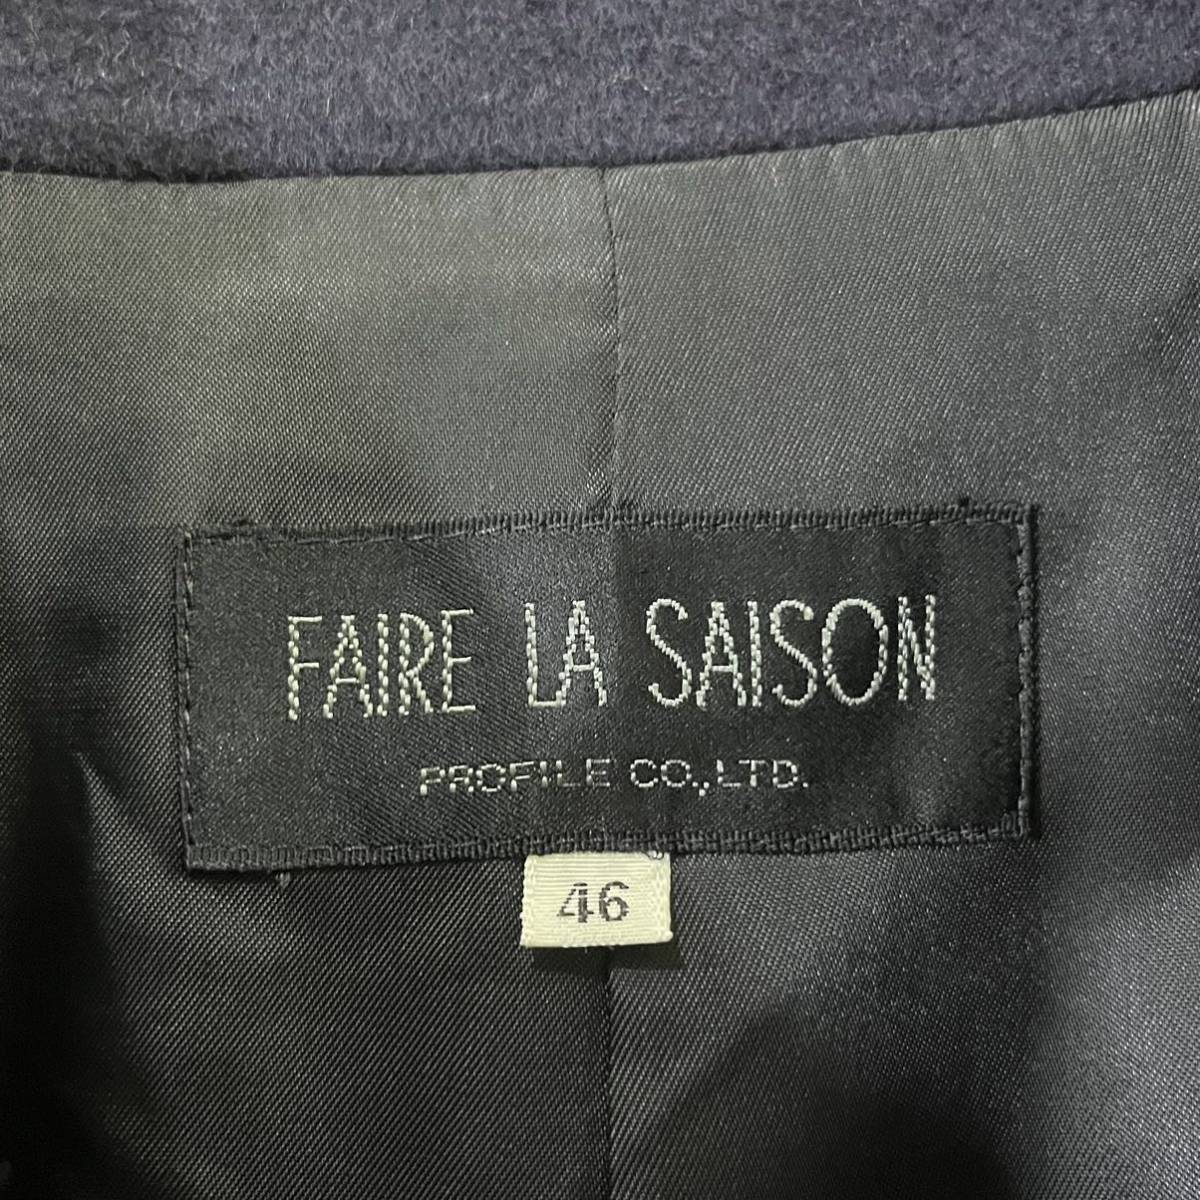 FAIRE LA SAISON
PROFILE CO.,LTD.
46